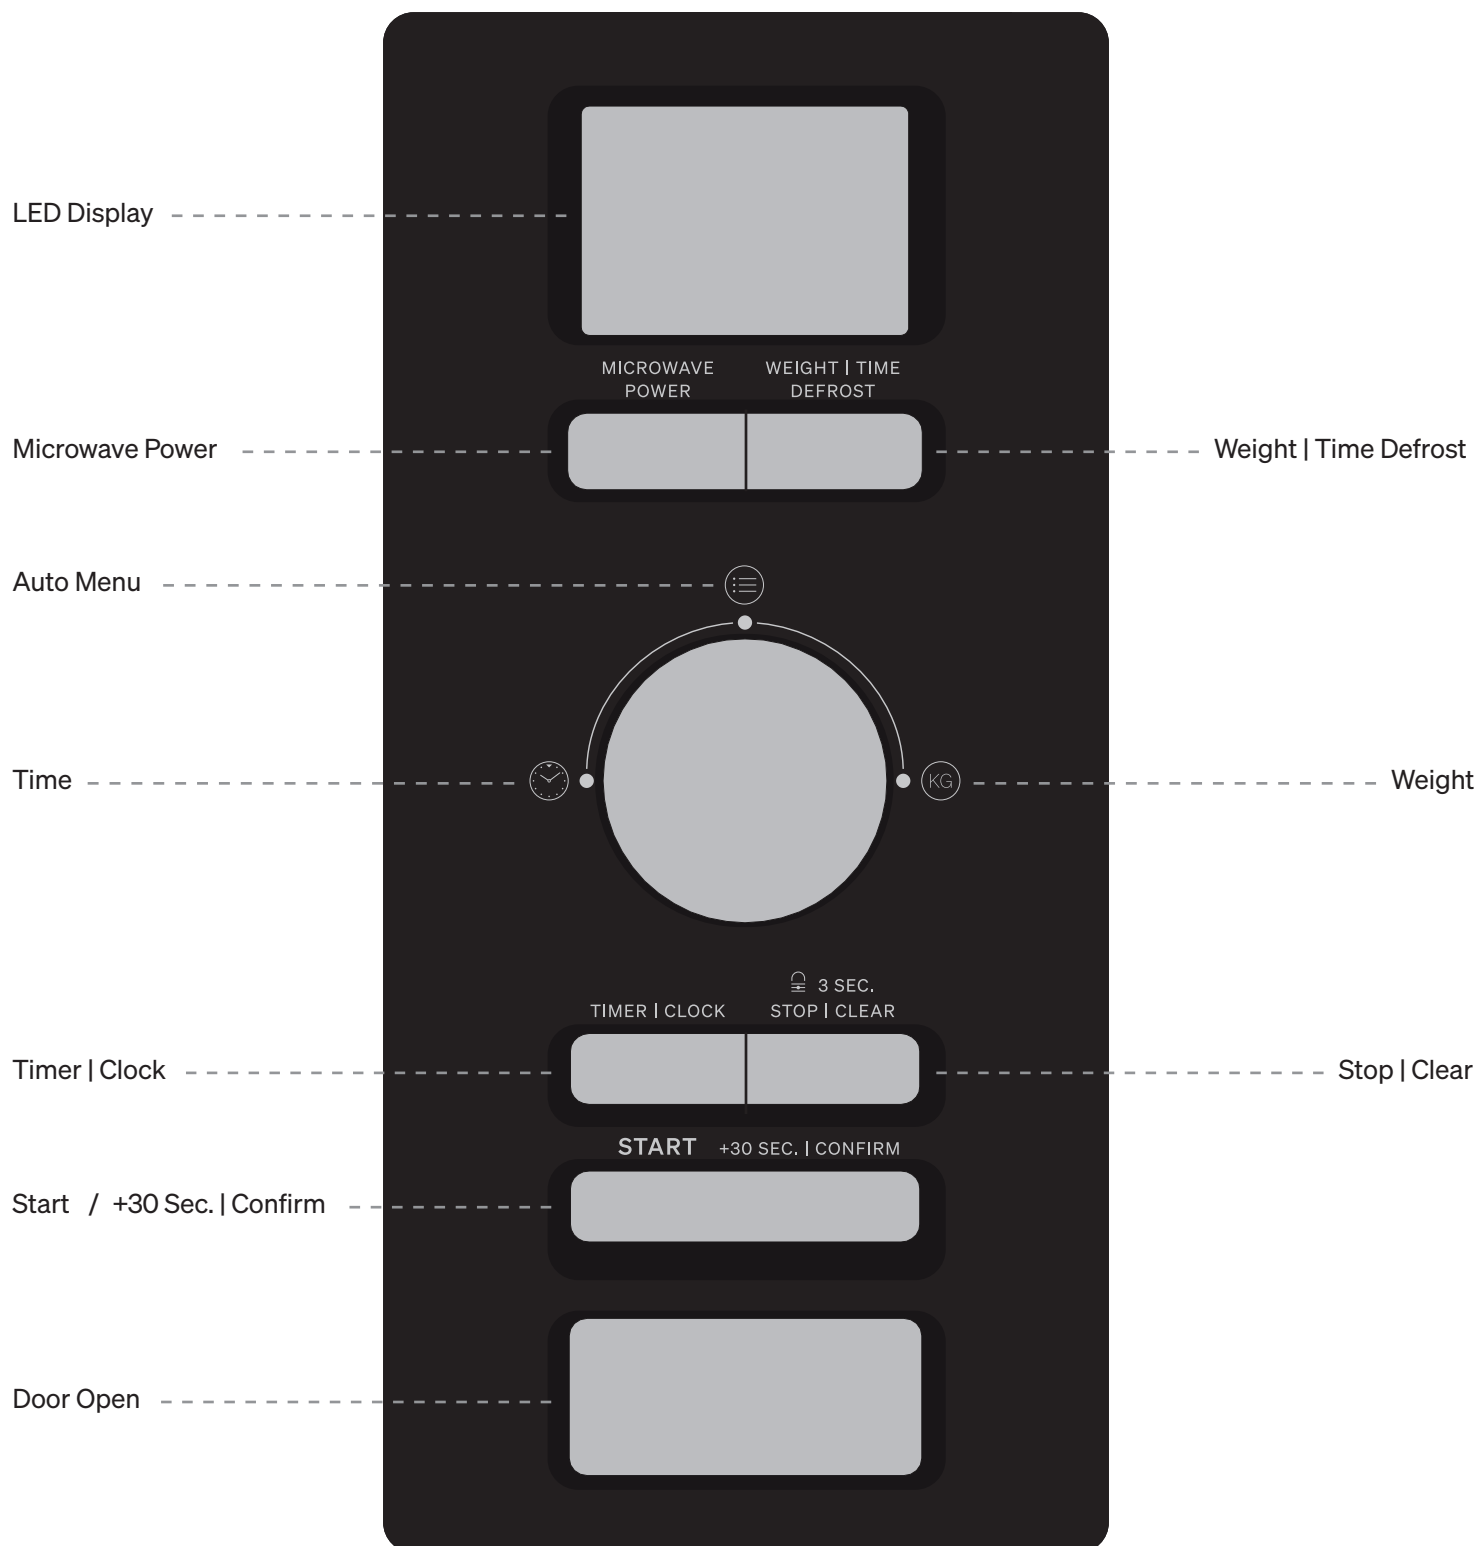 LED Display
MICROWAVE
POWER
WEIGHT | TIME
DEFROST
Microwave Power
Weight | Time Defrost
Auto Menu
Time
KG
Weight
3 SEC.
TIMER | CLOCK
STOP | CLEAR
Timer | Clock
Stop | Clear
START +30 SEC. | CONFIRM
Start / +30 Sec. | Confirm
Door Open